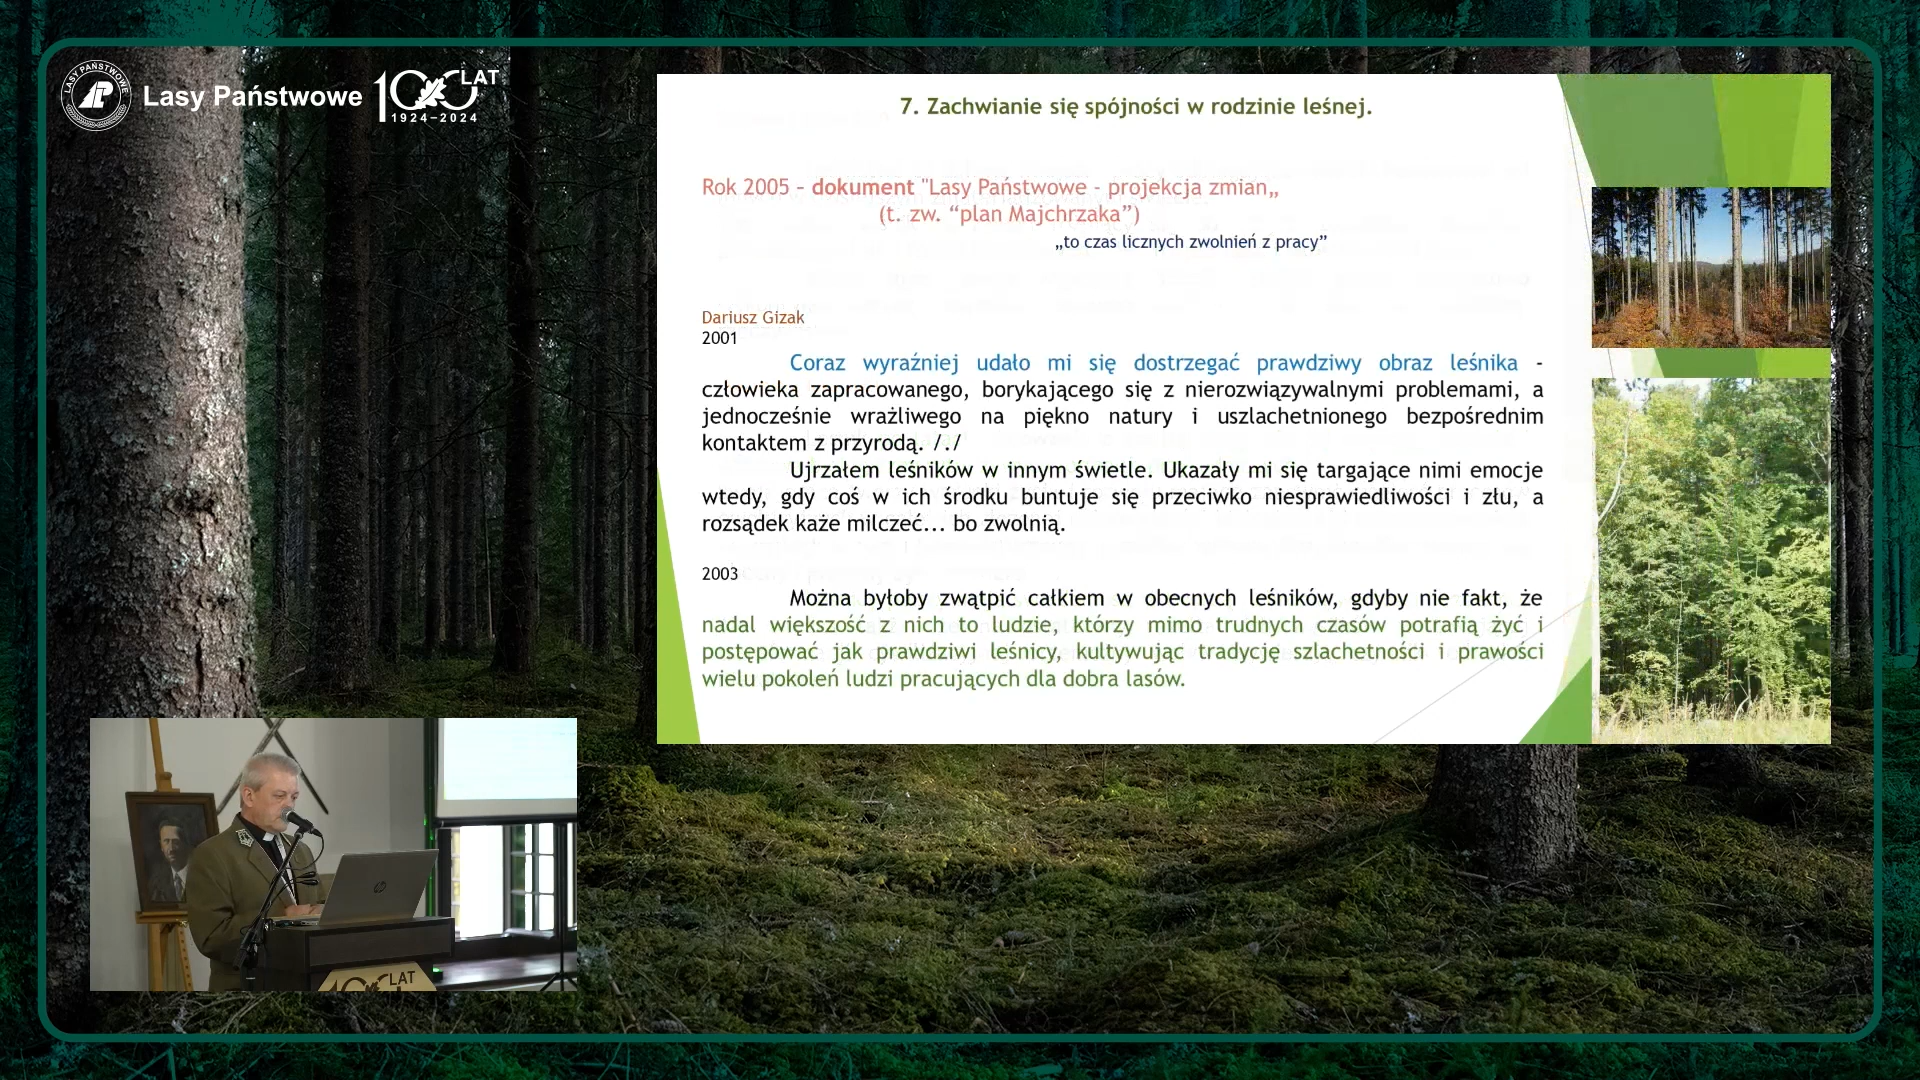 LASY PAŃSTWOWE
Lasy Państwowe
100 LAT
1924-2024
7. Zachwianie się spójności w rodzinie leśnej.
Rok 2005 – dokument "Lasy Państwowe - projekcja zmian„
(t. zw. “plan Majchrzaka”)
„to czas licznych zwolnień z pracy”
Dariusz Gizak
2001
Coraz wyraźniej udało mi się dostrzegać prawdziwy obraz leśnika -
człowieka zapracowanego, borykającego się z nierozwiązywalnymi problemami, a
jednocześnie wrażliwego na piękno natury i uszlachetnionego bezpośrednim
kontaktem z przyrodą. /./
Ujrzałem leśników w innym świetle. Ukazały mi się targające nimi emocje
wtedy, gdy coś w ich środku buntuje się przeciwko niesprawiedliwości i złu, a
rozsądek każe milczeć... bo zwolnią.
2003
Można byłoby zwątpić całkiem w obecnych leśników, gdyby nie fakt, że
nadal większość z nich to ludzie, którzy mimo trudnych czasów potrafią żyć i
postępować jak prawdziwi leśnicy, kultywując tradycję szlachetności i prawości
wielu pokoleń ludzi pracujących dla dobra lasów.
hp
100 LAT